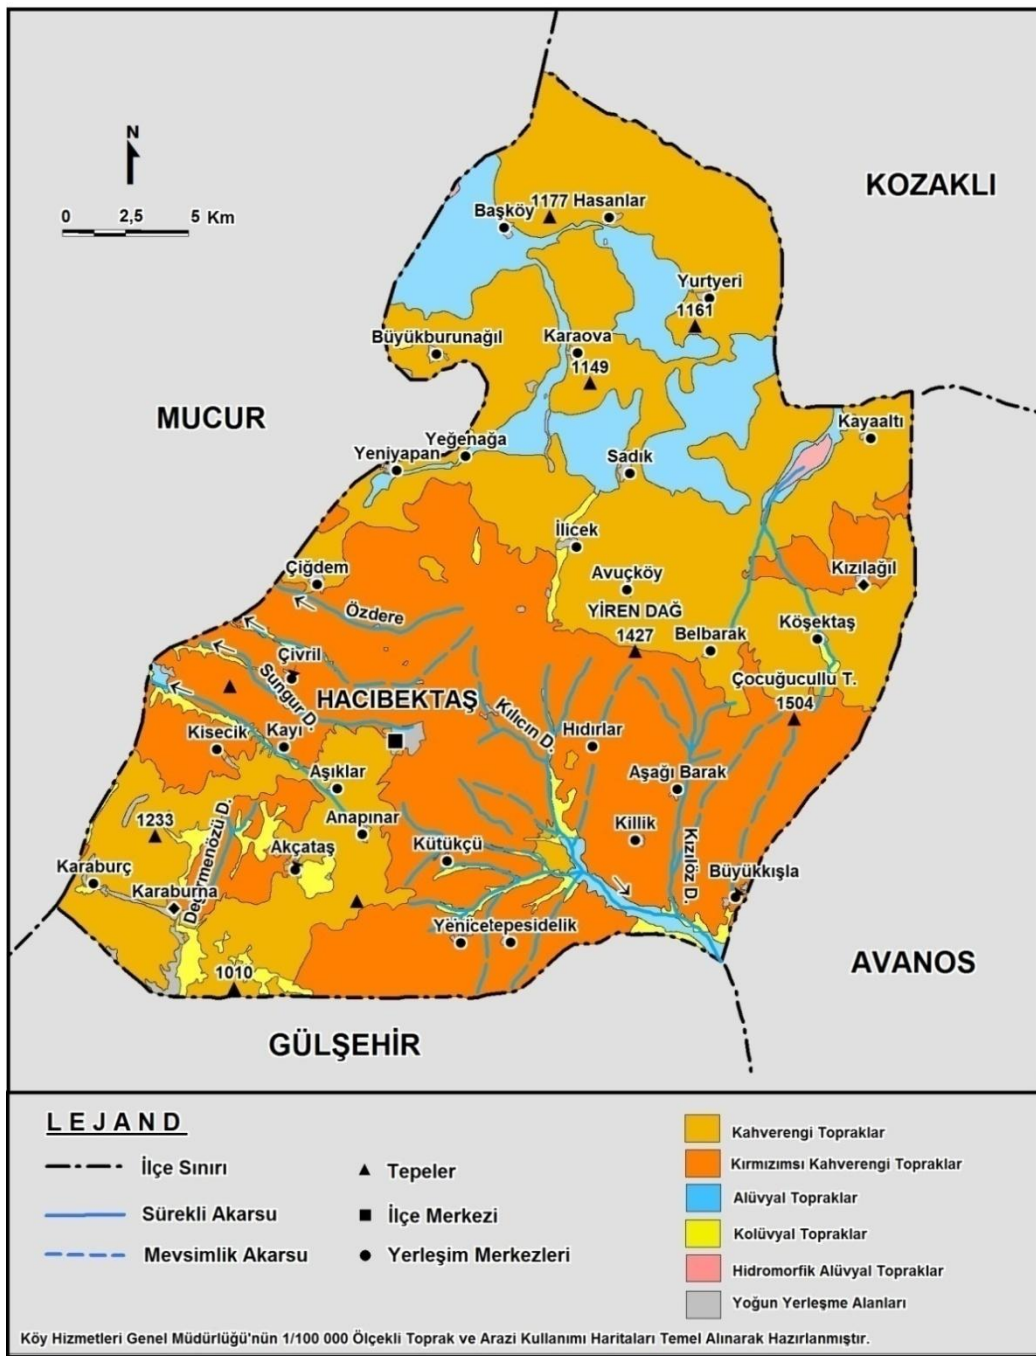 KOZAKLI
N
0 2,5 5 Km
1177 Hasanlar
Başköy
Yurtyeri
1161
Büyükburunağıl
Karaova
1149
MUCUR
Kayaaltı
Yeğenağa
Yeniyapan
Sadık
İlicek
Çiğdem
Avuçköy
Kızılağıl
Özdere
YİREN DAĞ
1427
Belbarak
Köşektaş
Çivril
Sungur D.
Çocuğucullu T.
1504
HACIBEKTAŞ
Kılıcın D.
Kisecik
Kayı
Hıdırlar
Aşıklar
Aşağı Barak
1233
Değirmenözü D.
Anapınar
Killik
Kızılöz D.
Karaburç
Akçataş
Kütükçü
Büyükkışla
Karaburna
Yenicetepesidelik
1010
AVANOS
GÜLŞEHİR
LEJAND
İlçe Sınırı
Sürekli Akarsu
Mevsimlik Akarsu
Tepeler
İlçe Merkezi
Yerleşim Merkezleri
Kahverengi Topraklar
Kırmızımsı Kahverengi Topraklar
Alüvyal Topraklar
Kolüvyal Topraklar
Hidromorfik Alüvyal Topraklar
Yoğun Yerleşme Alanları
Köy Hizmetleri Genel Müdürlüğü'nün 1/100 000 Ölçekli Toprak ve Arazi Kullanımı Haritaları Temel Alınarak Hazırlanmıştır.